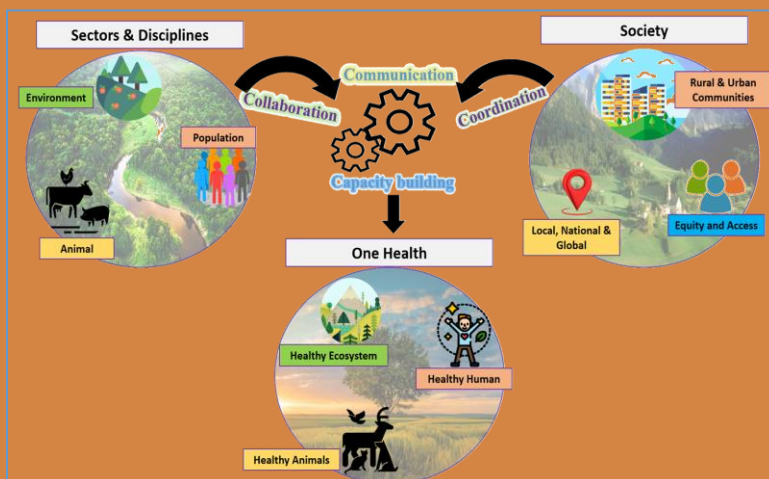 Sectors & Disciplines
Environment
Population
Animal
Collaboration
Communication
Coordination
Capacity building
Society
Rural & Urban
Communities
Local, National &
Global
Equity and Access
One Health
Healthy Ecosystem
Healthy Human
Healthy Animals